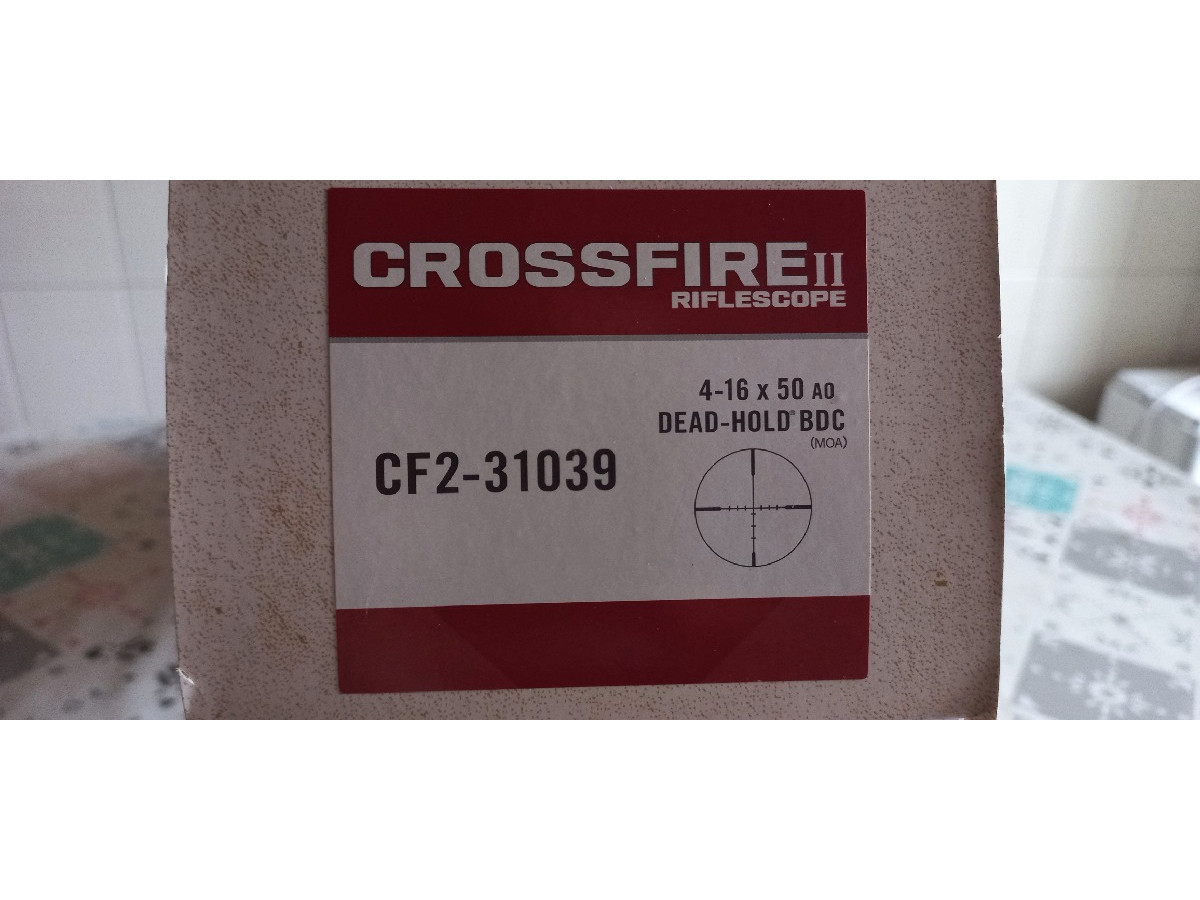 CROSSFIRE II
RIFLESCOPE
4-16 x 50 AO
DEAD-HOLD® BDC
(MOA)
CF2-31039